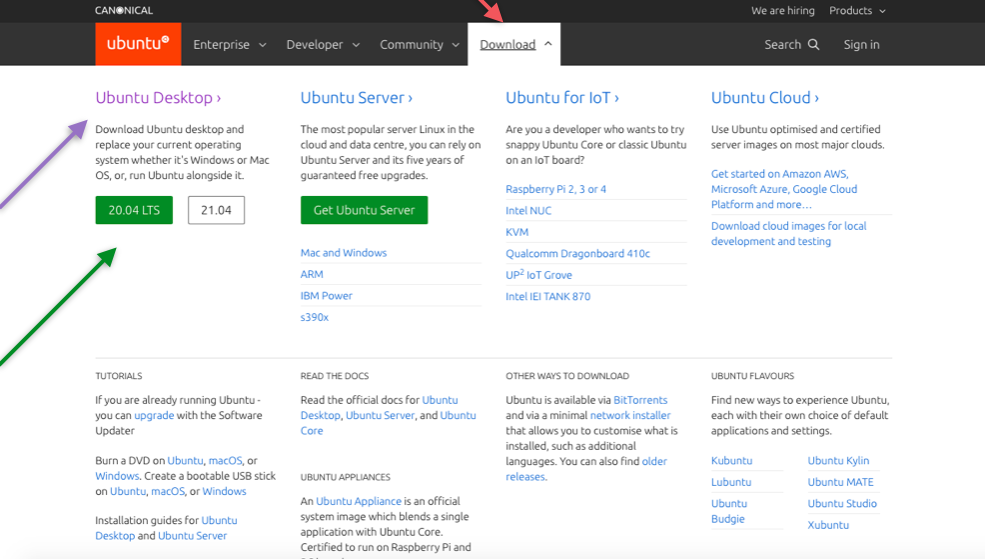 CANONICAL
We are hiring Products
ubuntu
Enterprise Developer Community Download Search Sign in
Ubuntu Desktop ›
Download Ubuntu desktop and
replace your current operating
system whether it's Windows or Mac
OS, or, run Ubuntu alongside it.
20.04 LTS 21.04
Ubuntu Server ›
The most popular server Linux in the
cloud and data centre, you can rely on
Ubuntu Server and its five years of
guaranteed free upgrades.
Get Ubuntu Server
Mac and Windows
ARM
IBM Power
s390x
Ubuntu for IoT ›
Are you a developer who wants to try
snappy Ubuntu Core or classic Ubuntu
on an IoT board?
Raspberry Pi 2, 3 or 4
Intel NUC
KVM
Qualcomm Dragonboard 410c
UP² IoT Grove
Intel IEI TANK 870
Ubuntu Cloud ›
Use Ubuntu optimised and certified
server images on most major clouds.
Get started on Amazon AWS,
Microsoft Azure, Google Cloud
Platform and more…
Download cloud images for local
development and testing
TUTORIALS
If you are already running Ubuntu -
you can upgrade with the Software
Updater
Burn a DVD on Ubuntu, macOS, or
Windows. Create a bootable USB stick
on Ubuntu, macOS, or Windows
Installation guides for Ubuntu
Desktop and Ubuntu Server
READ THE DOCS
Read the official docs for Ubuntu
Desktop, Ubuntu Server, and Ubuntu
Core
UBUNTU APPLIANCES
An Ubuntu Appliance is an official
system image which blends a single
application with Ubuntu Core.
Certified to run on Raspberry Pi and
OTHER WAYS TO DOWNLOAD
Ubuntu is available via BitTorrents
and via a minimal network installer
that allows you to customise what is
installed, such as additional
languages. You can also find older
releases.
UBUNTU FLAVOURS
Find new ways to experience Ubuntu,
each with their own choice of default
applications and settings.
Kubuntu
Lubuntu
Ubuntu
Budgie
Ubuntu Kylin
Ubuntu MATE
Ubuntu Studio
Xubuntu